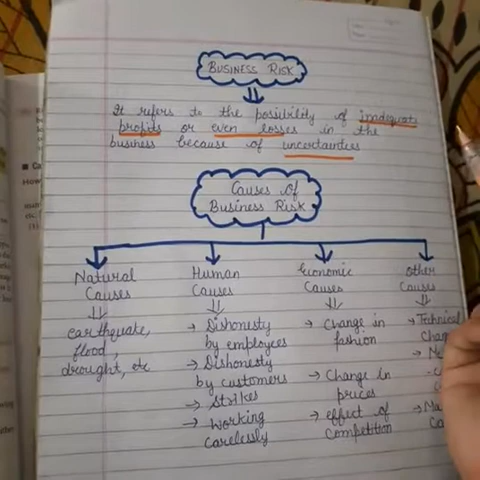 BUSINESS RISK
It refers to the possibility of inadequate
profits or even losses in the
business because of uncertainties
Causes of
Business Risk
Natural
Causes
earthquake,
flood,
drought, etc
Human
Causes
→ Dishonesty
by employees
→ Dishonesty
by customers
→ Strikes
→ Working
carelessly
Economic
Causes
→ Change in
fashion
→ Change in
prices
→ effect of
competition
Other
Causes
→ Technical